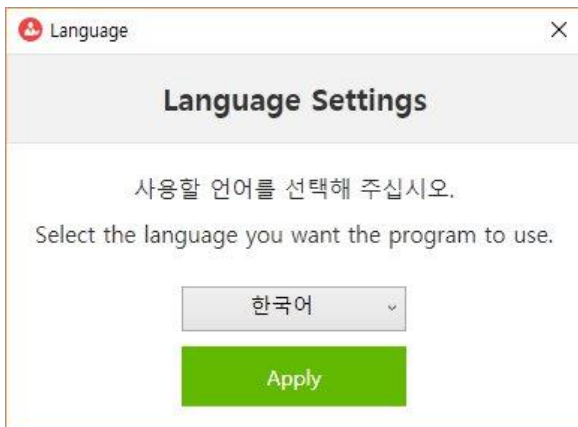 Language
Language Settings
사용할 언어를 선택해 주십시오.
Select the language you want the program to use.
한국어
Apply